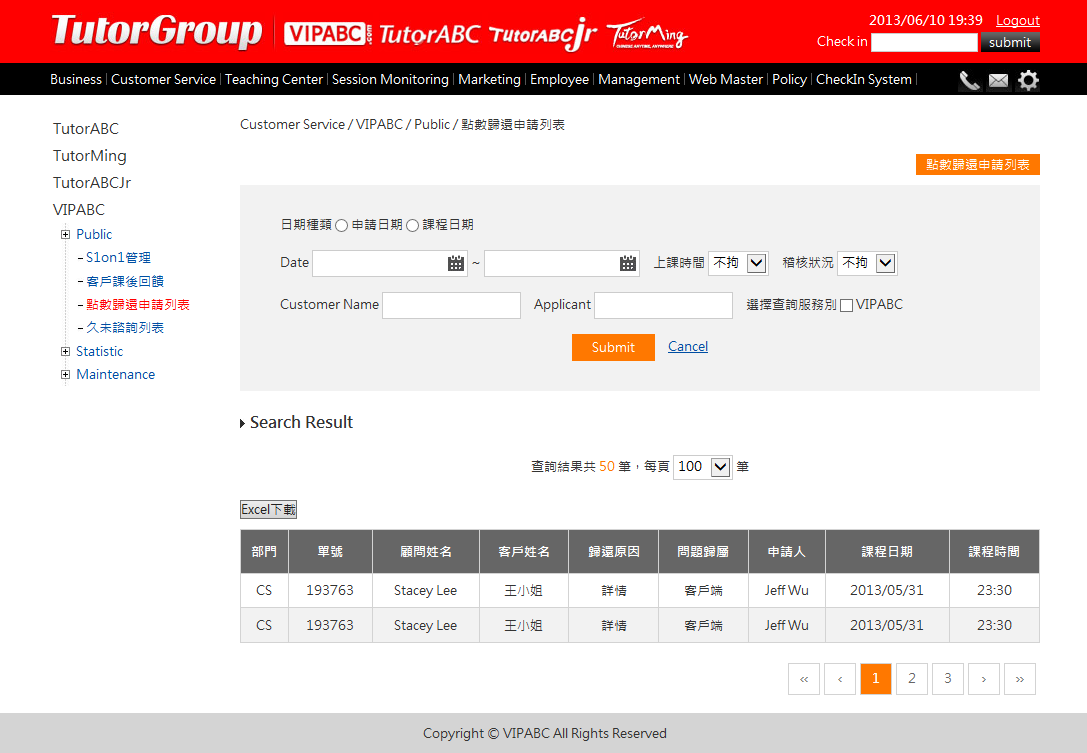 TutorGroup VIPABC.com TutorABC TutorABCjr TutorMing
CHINESE ANYTIME, ANYWHERE
2013/06/10 19:39 Logout
Check in submit
Business | Customer Service | Teaching Center | Session Monitoring | Marketing | Employee | Management | Web Master | Policy | CheckIn System |
TutorABC
TutorMing
TutorABCJr
VIPABC
Public
S1on1管理
客戶課後回饋
點數歸還申請列表
久未諮詢列表
Statistic
Maintenance
Customer Service / VIPABC / Public / 點數歸還申請列表
點數歸還申請列表
日期種類 申請日期 課程日期
Date ~ 上課時間 不拘 稽核狀況 不拘
Customer Name Applicant 選擇查詢服務別 VIPABC
Submit Cancel
Search Result
查詢結果共 50 筆，每頁 100 筆
Excel下載
部門 單號 顧問姓名 客戶姓名 歸還原因 問題歸屬 申請人 課程日期 課程時間
CS 193763 Stacey Lee 王小姐 詳情 客戶端 Jeff Wu 2013/05/31 23:30
CS 193763 Stacey Lee 王小姐 詳情 客戶端 Jeff Wu 2013/05/31 23:30
« ‹ 1 2 3 › »
Copyright © VIPABC All Rights Reserved